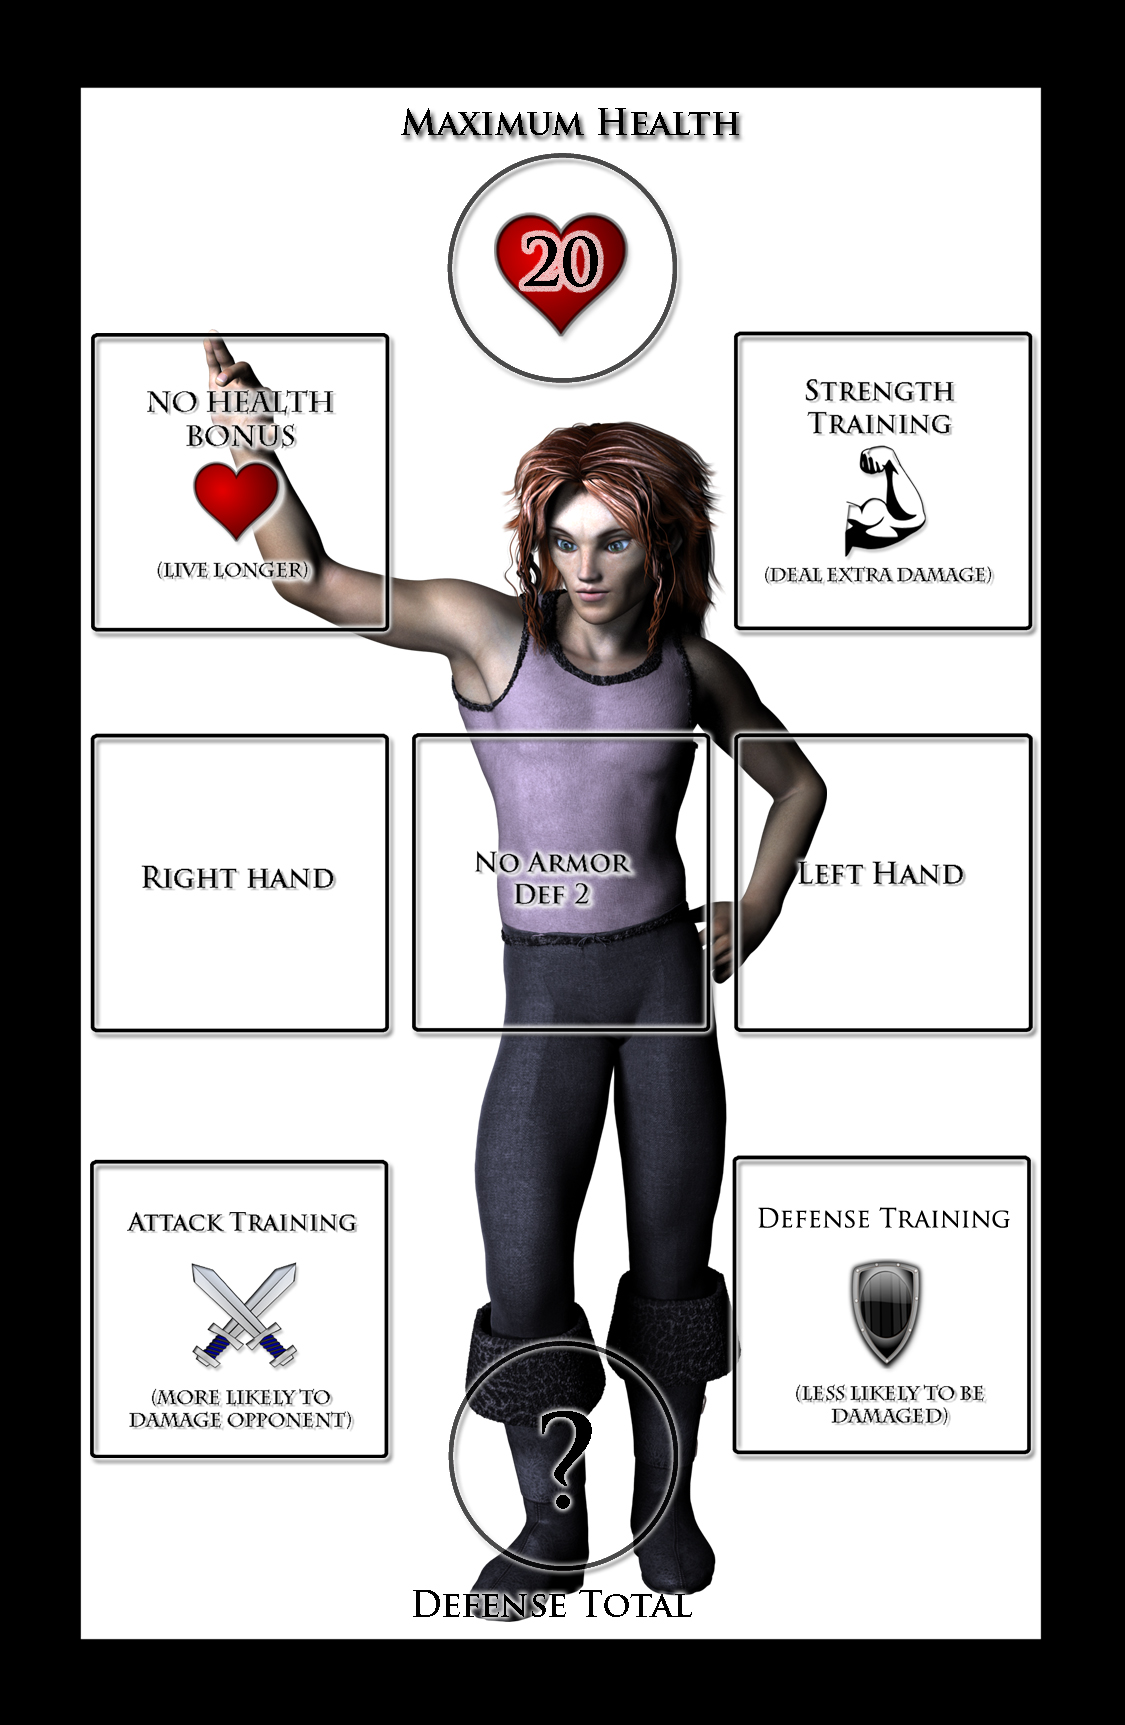 Maximum Health
20
NO HEALTH
BONUS
(LIVE LONGER)
Strength
Training
(DEAL EXTRA DAMAGE)
Right hand
No Armor
Def 2
Left Hand
Attack Training
(MORE LIKELY TO
DAMAGE OPPONENT)
Defense Training
(LESS LIKELY TO BE
DAMAGED)
?
Defense Total